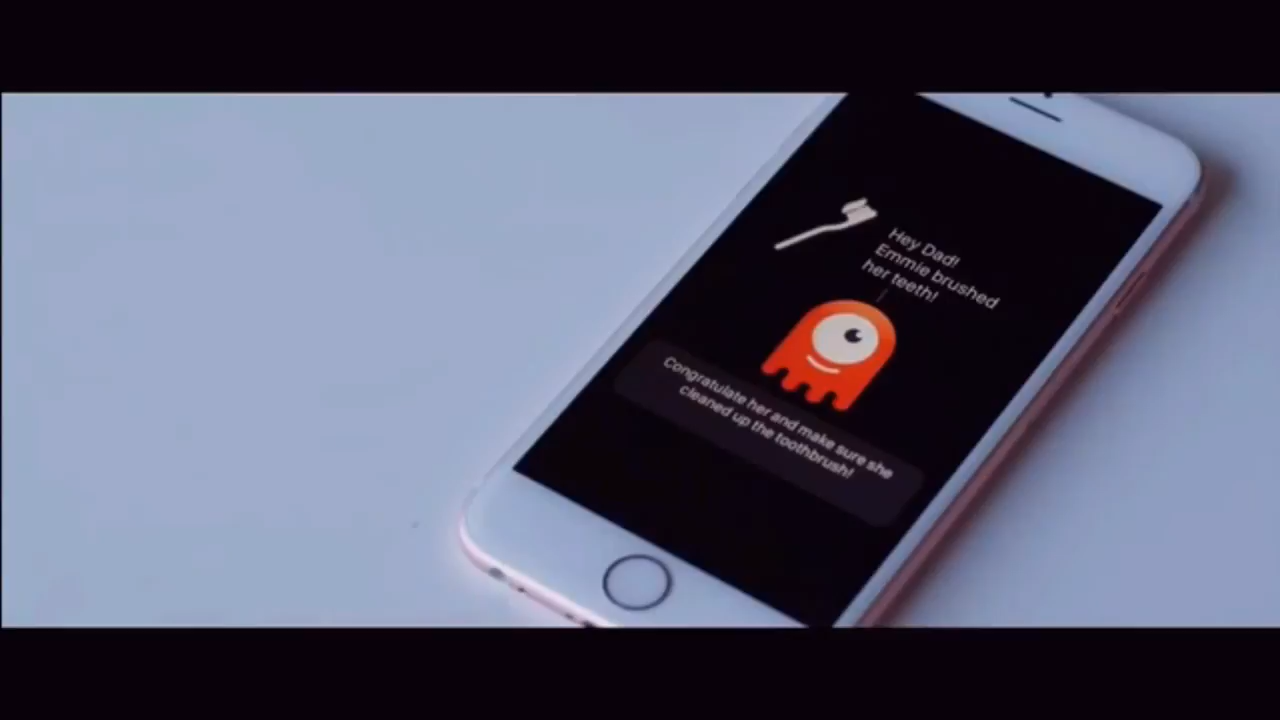 Hey Dad!
Emmie brushed
her teeth!
Congratulate her and make sure she
cleaned up the toothbrush!